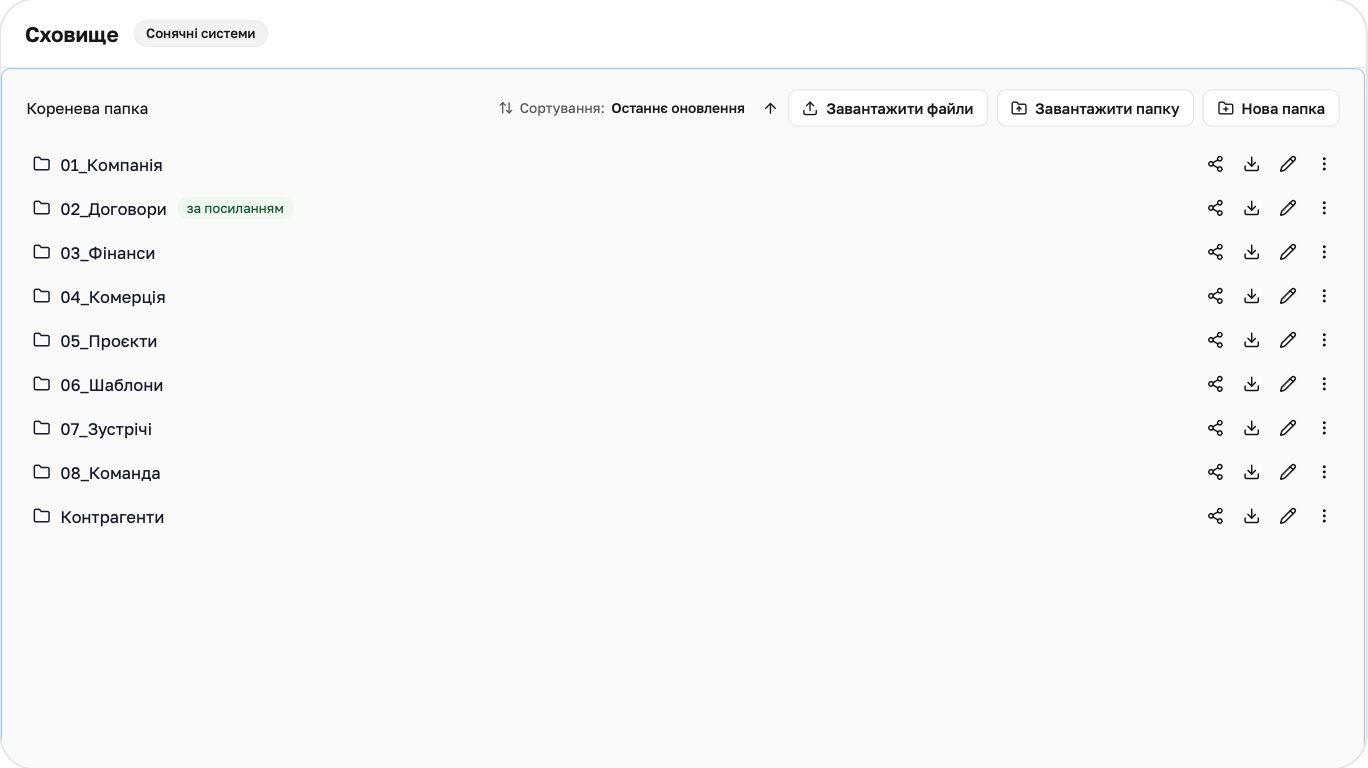 Сховище Сонячні системи
Коренева папка Сортування: Останнє оновлення Завантажити файли Завантажити папку Нова папка
01_Компанія
02_Договори за посиланням
03_Фінанси
04_Комерція
05_Проєкти
06_Шаблони
07_Зустрічі
08_Команда
Контрагенти